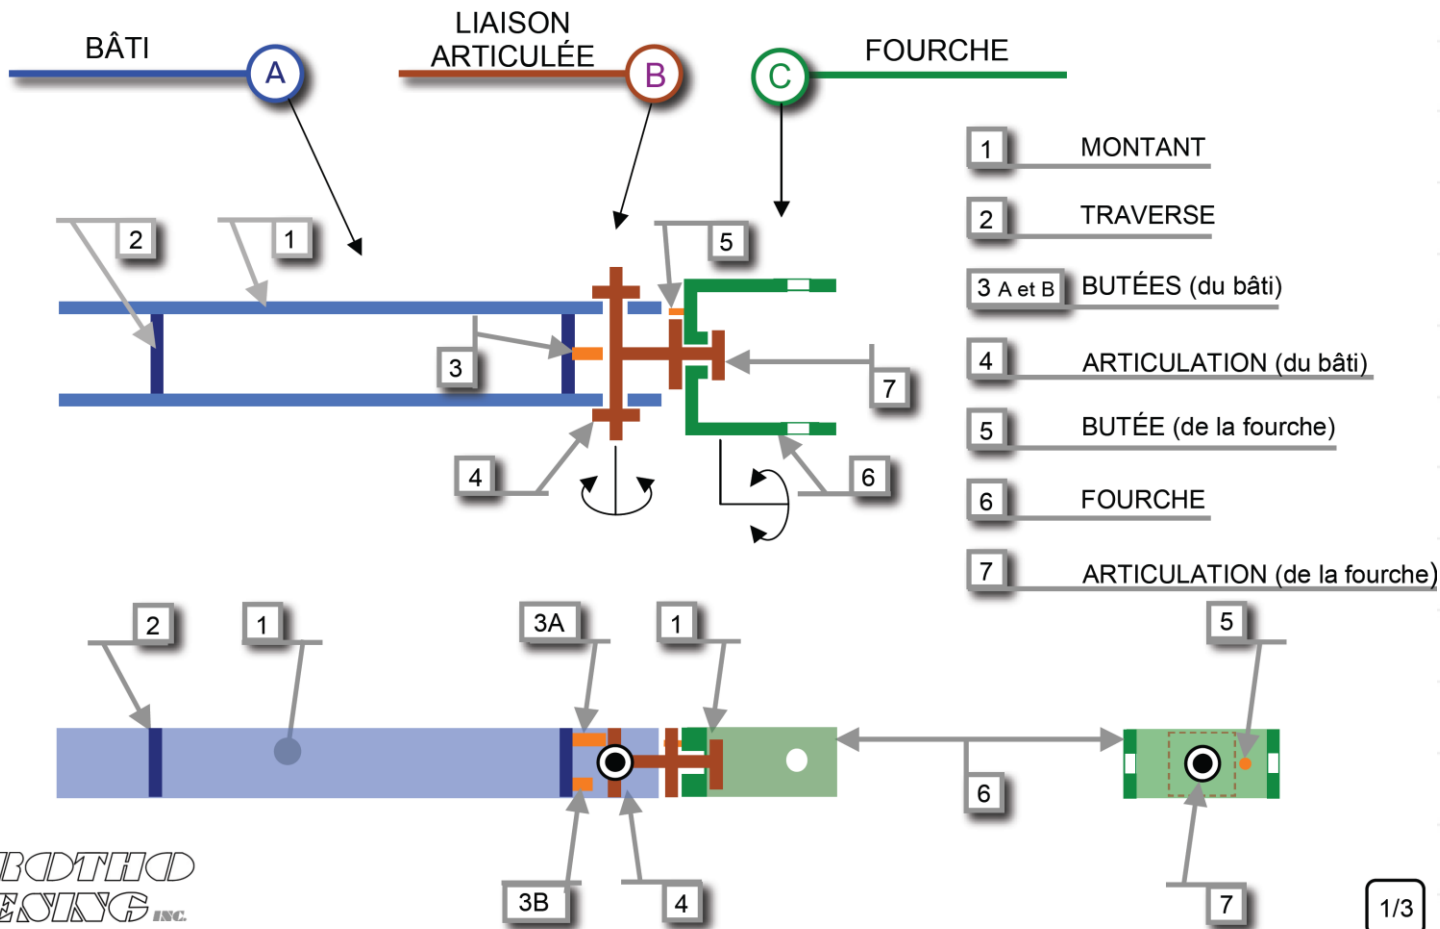 BÂTI
A
LIAISON
ARTICULÉE
B
C
FOURCHE
1 MONTANT
2 TRAVERSE
3 A et B BUTÉES (du bâti)
4 ARTICULATION (du bâti)
5 BUTÉE (de la fourche)
6 FOURCHE
7 ARTICULATION (de la fourche)
2
1
5
3
7
4
6
2
1
3A
1
5
6
3B
4
7
ROTHO
ESING INC.
1/3